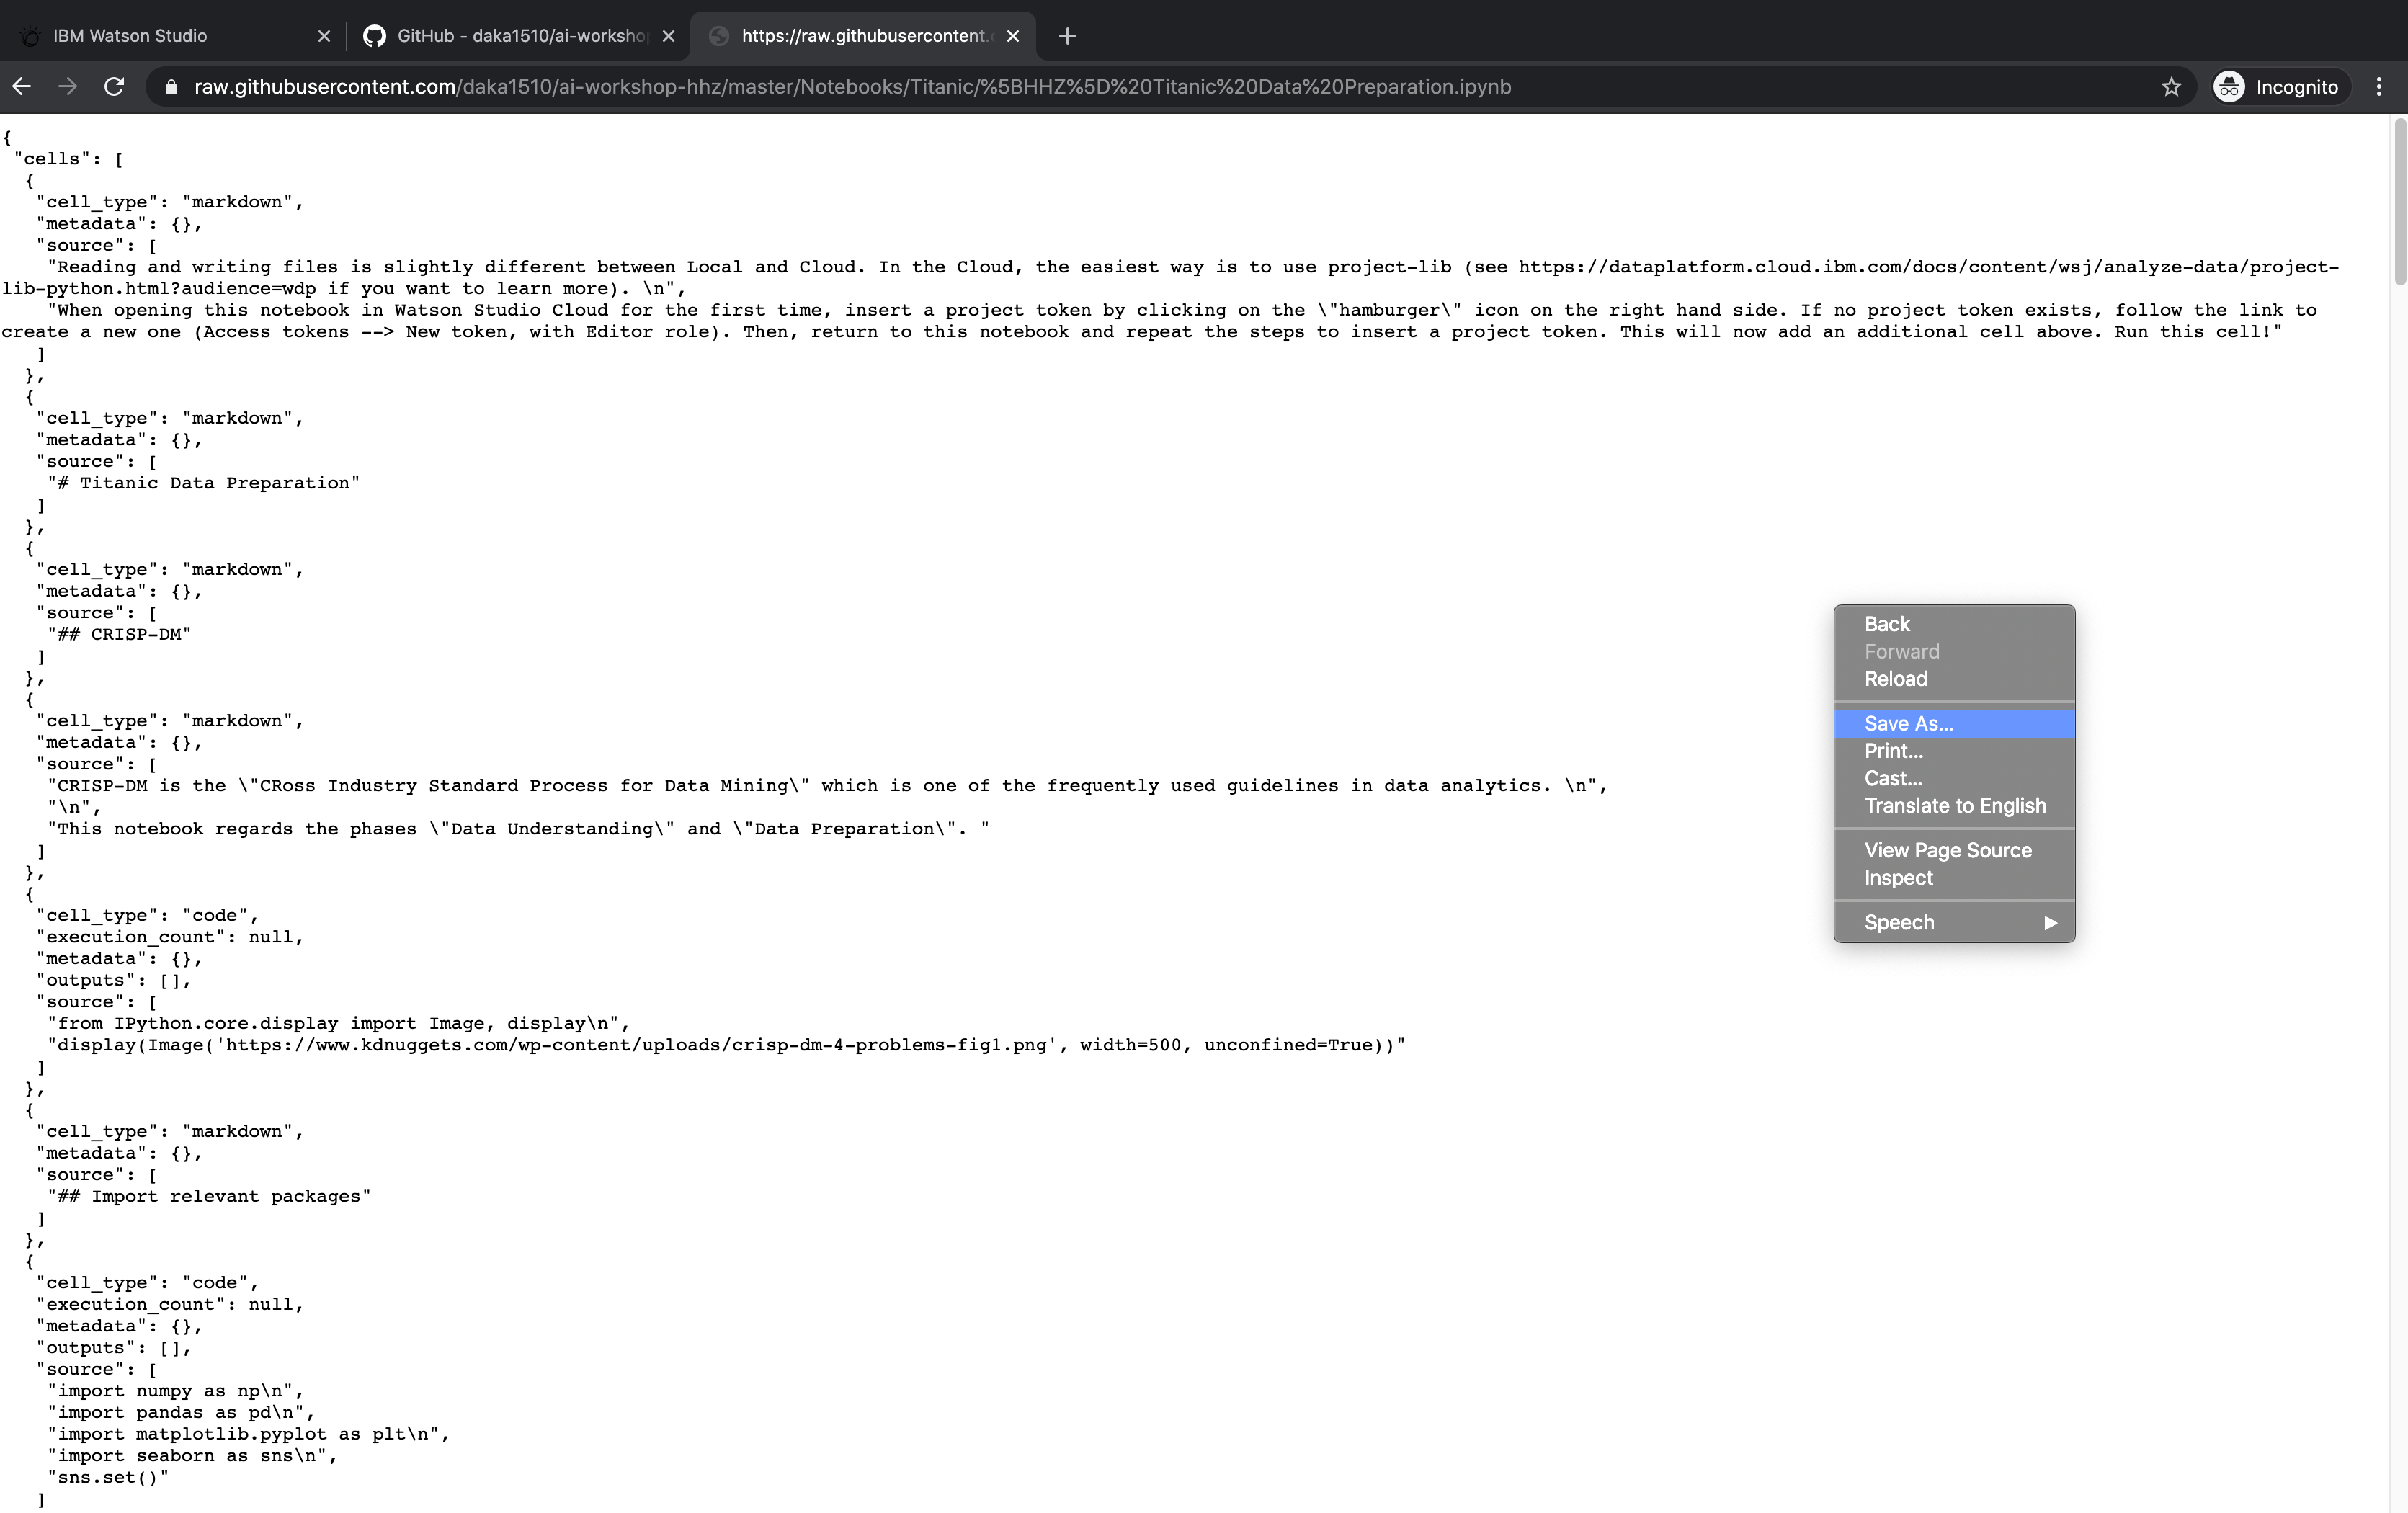 IBM Watson Studio
GitHub - daka1510/ai-workshop
https://raw.githubusercontent.c
raw.githubusercontent.com/daka1510/ai-workshop-hhz/master/Notebooks/Titanic/%5BHHZ%5D%20Titanic%20Data%20Preparation.ipynb
Incognito
{
"cells": [
{
"cell_type": "markdown",
"metadata": {},
"source": [
"Reading and writing files is slightly different between Local and Cloud. In the Cloud, the easiest way is to use project-lib (see https://dataplatform.cloud.ibm.com/docs/content/wsj/analyze-data/project-
lib-python.html?audience=wdp if you want to learn more). \n",
"When opening this notebook in Watson Studio Cloud for the first time, insert a project token by clicking on the \"hamburger\" icon on the right hand side. If no project token exists, follow the link to
create a new one (Access tokens --> New token, with Editor role). Then, return to this notebook and repeat the steps to insert a project token. This will now add an additional cell above. Run this cell!"
]
},
{
"cell_type": "markdown",
"metadata": {},
"source": [
"# Titanic Data Preparation"
]
},
{
"cell_type": "markdown",
"metadata": {},
"source": [
"## CRISP-DM"
]
},
{
"cell_type": "markdown",
"metadata": {},
"source": [
"CRISP-DM is the \"CRoss Industry Standard Process for Data Mining\" which is one of the frequently used guidelines in data analytics. \n",
"\n",
"This notebook regards the phases \"Data Understanding\" and \"Data Preparation\". "
]
},
{
"cell_type": "code",
"execution_count": null,
"metadata": {},
"outputs": [],
"source": [
"from IPython.core.display import Image, display\n",
"display(Image('https://www.kdnuggets.com/wp-content/uploads/crisp-dm-4-problems-fig1.png', width=500, unconfined=True))"
]
},
{
"cell_type": "markdown",
"metadata": {},
"source": [
"## Import relevant packages"
]
},
{
"cell_type": "code",
"execution_count": null,
"metadata": {},
"outputs": [],
"source": [
"import numpy as np\n",
"import pandas as pd\n",
"import matplotlib.pyplot as plt\n",
"import seaborn as sns\n",
"sns.set()"
]
Back
Forward
Reload
Save As...
Print...
Cast...
Translate to English
View Page Source
Inspect
Speech